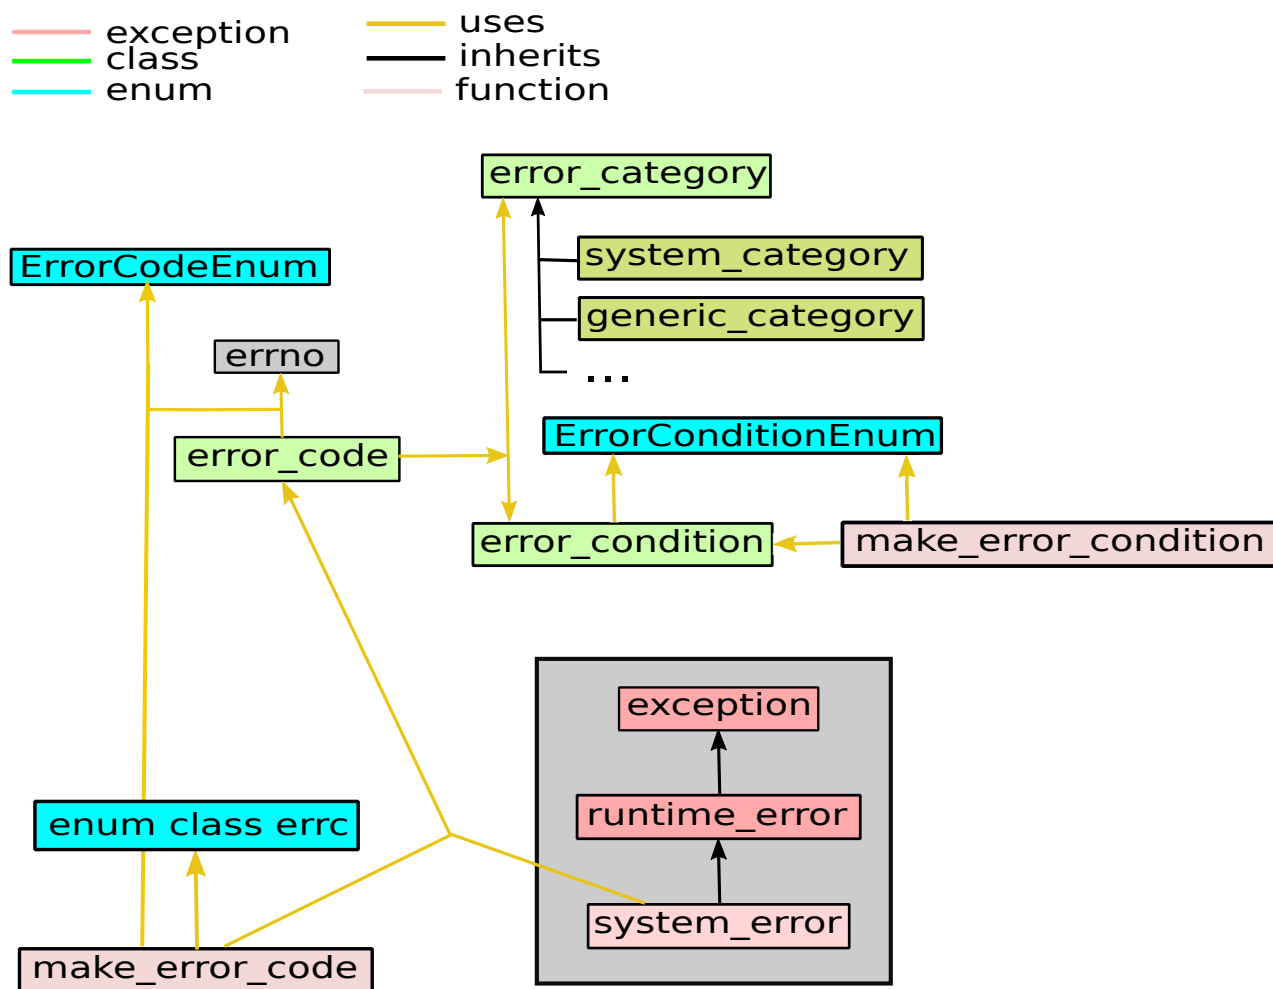 exception
class
enum
uses
inherits
function
error_category
system_category
generic_category
...
ErrorCodeEnum
errno
error_code
ErrorConditionEnum
error_condition
make_error_condition
exception
runtime_error
system_error
enum class errc
make_error_code